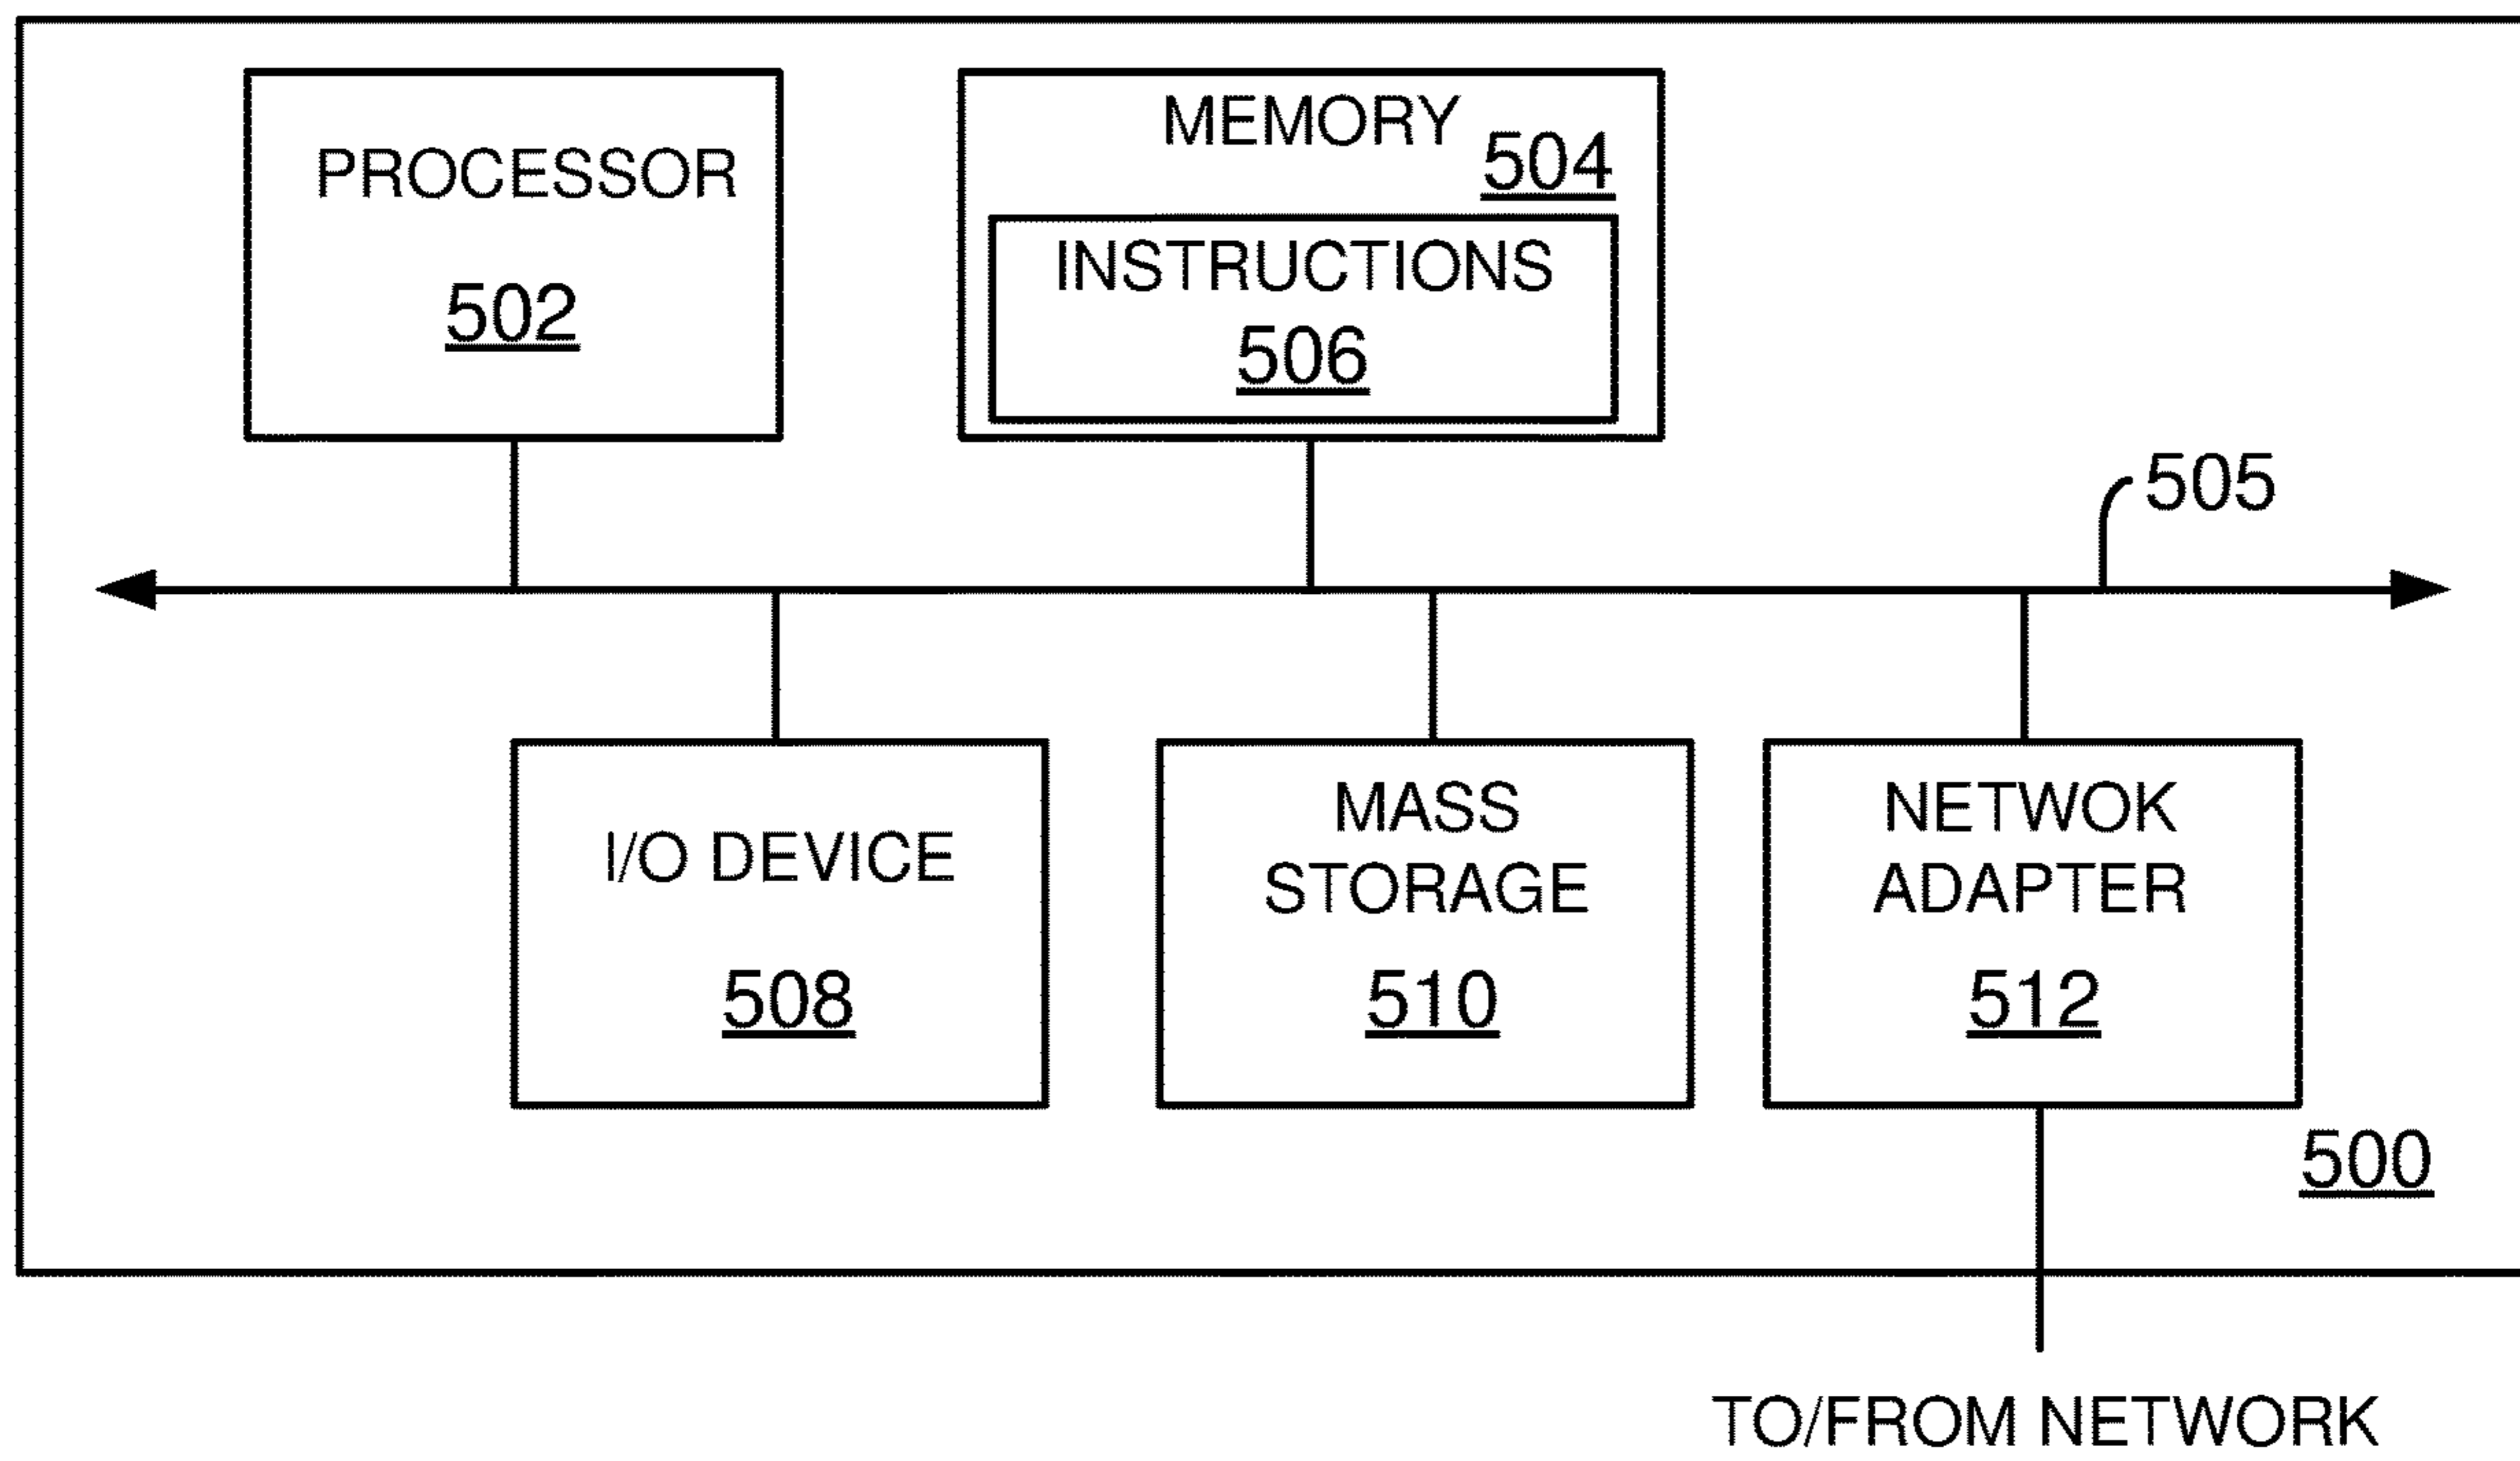 PROCESSOR
502
MEMORY
504
INSTRUCTIONS
506
505
I/O DEVICE
508
MASS
STORAGE
510
NETWOK
ADAPTER
512
500
TO/FROM NETWORK